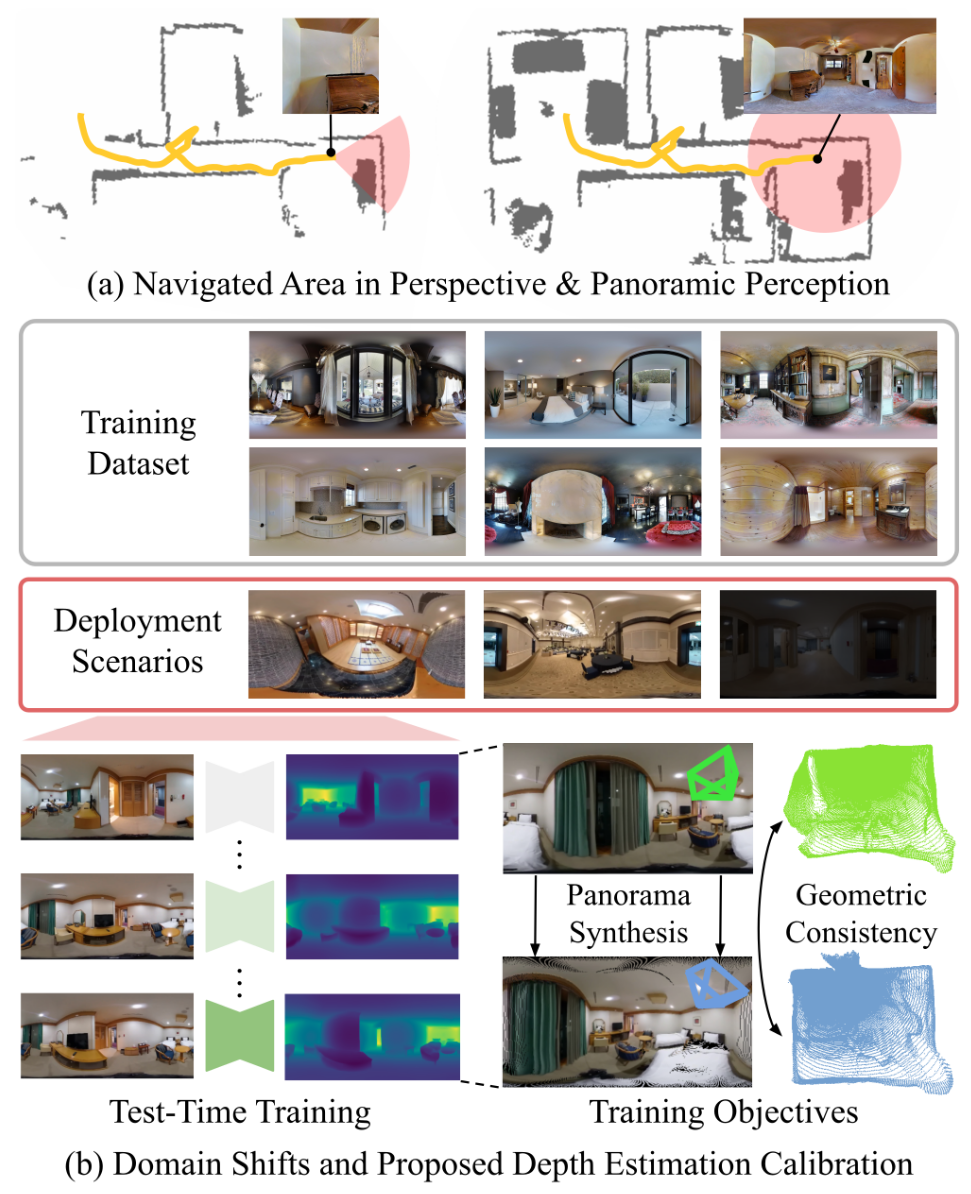 (a) Navigated Area in Perspective & Panoramic Perception
Training
Dataset
Deployment
Scenarios
Panorama
Synthesis
Geometric
Consistency
Test-Time Training
Training Objectives
(b) Domain Shifts and Proposed Depth Estimation Calibration